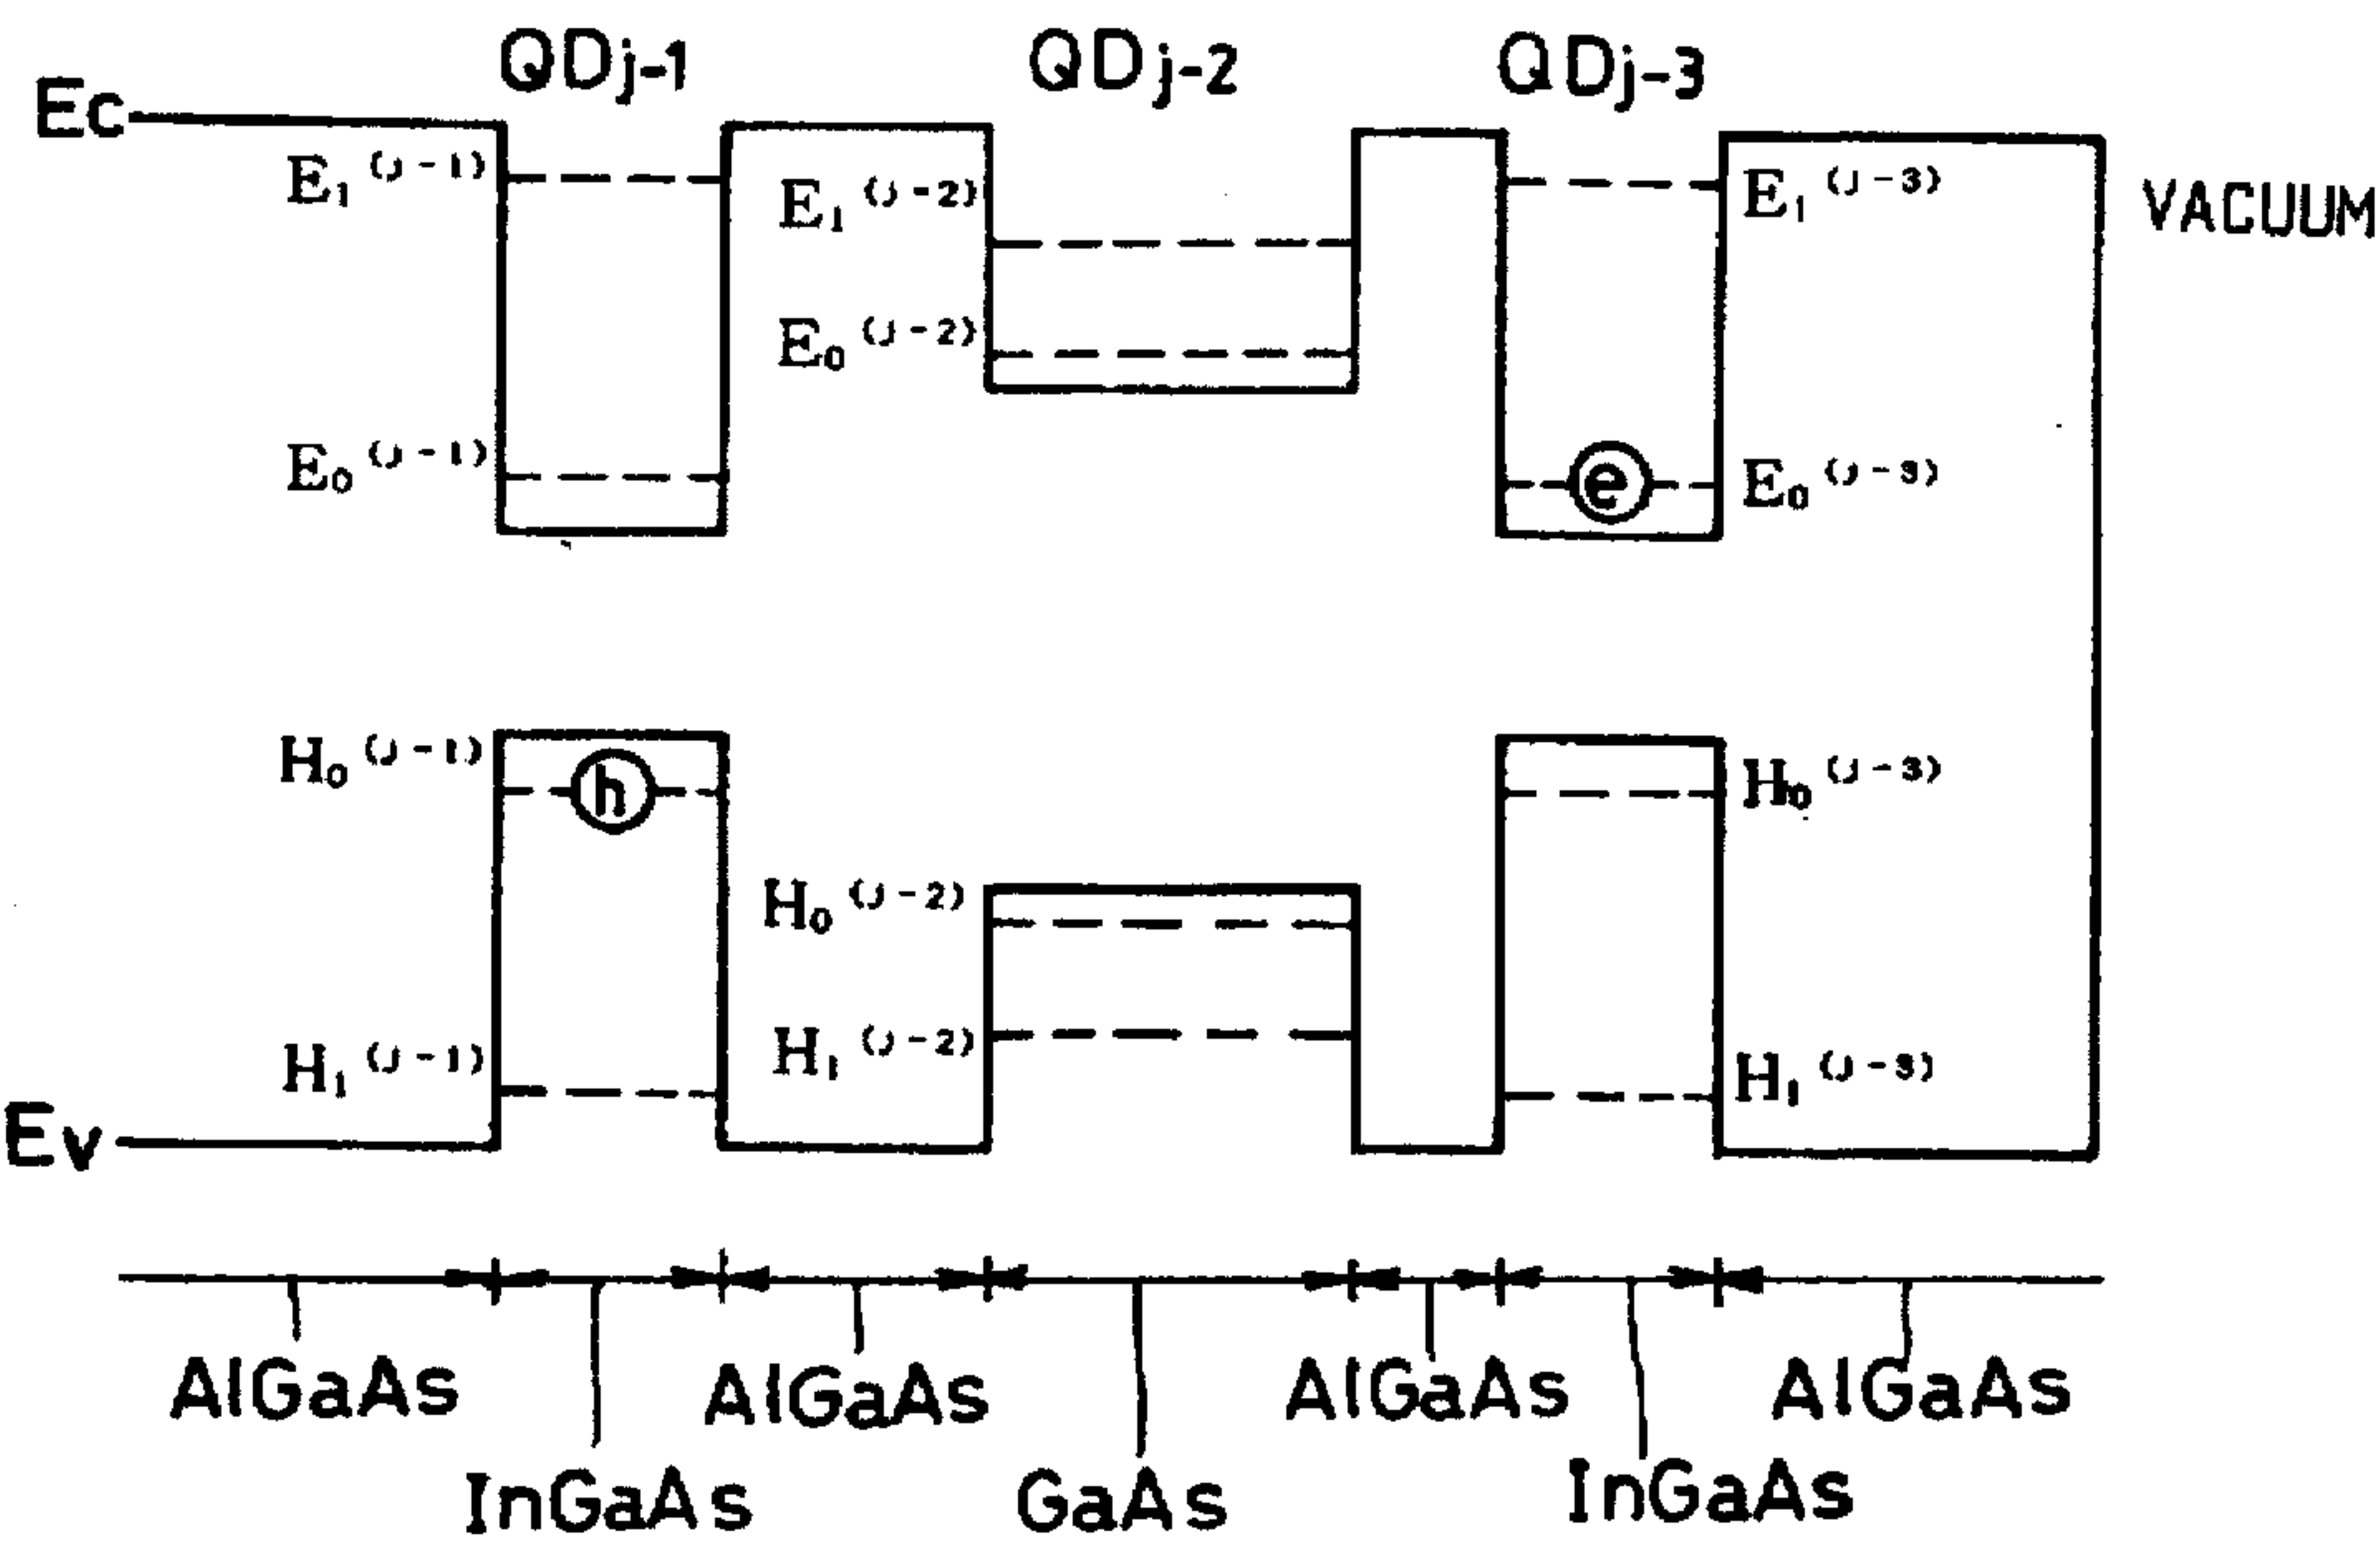 QDj-1 QDj-2 QDj-3
Ec
E1(j-1) E1(j-2) E1(j-3) VACUUM
E0(j-2)
E0(j-1) e E0(j-3)
H0(j-1) h H0(j-3)
H0(j-2)
H1(j-1) H1(j-2) H1(j-3)
Ev
AlGaAs AlGaAs AlGaAs AlGaAs
InGaAs GaAs InGaAs